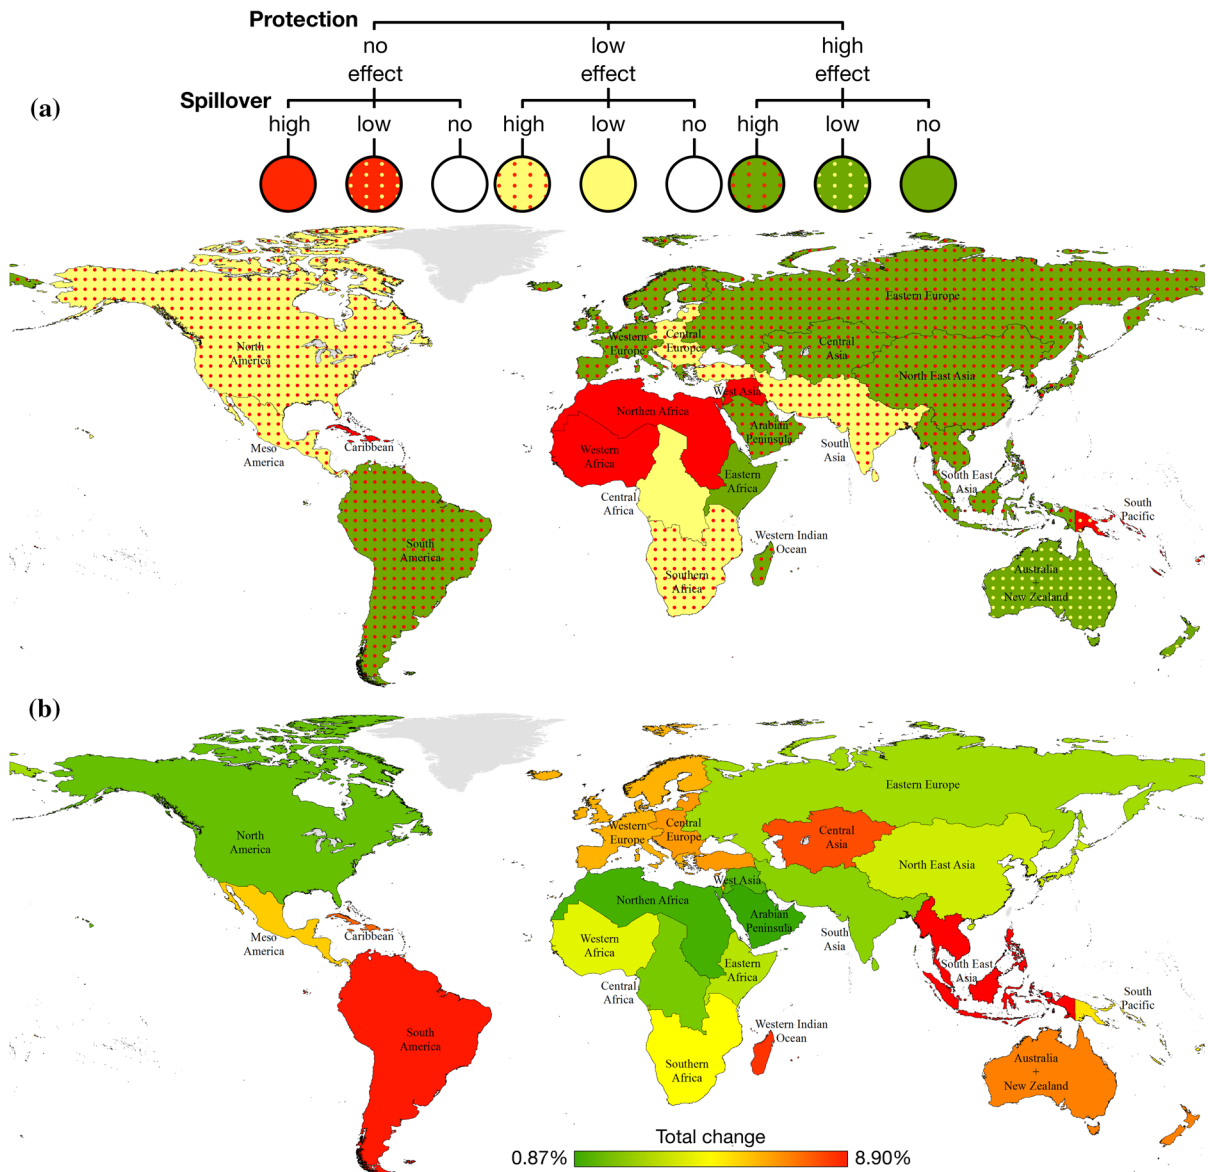 Protection
no
effect
low
effect
high
effect
(a)
Spillover
high
low
no
high
low
no
high
low
no
Eastern Europe
North
America
Western
Europe
Central
Europe
Central
Asia
North East Asia
West Asia
Northen Africa
Arabian
Peninsula
Meso
America
Caribbean
Western
Africa
South
Asia
Eastern
Africa
Central
Africa
South East
Asia
South
Pacific
South
America
Western Indian
Ocean
Southern
Africa
Australia
+
New Zealand
(b)
Eastern Europe
North
America
Western
Europe
Central
Europe
Central
Asia
North East Asia
West Asia
Northen Africa
Arabian
Peninsula
Meso
America
Caribbean
Western
Africa
South
Asia
Eastern
Africa
Central
Africa
South East
Asia
South
Pacific
South
America
Western Indian
Ocean
Southern
Africa
Australia
+
New Zealand
Total change
0.87%
8.90%